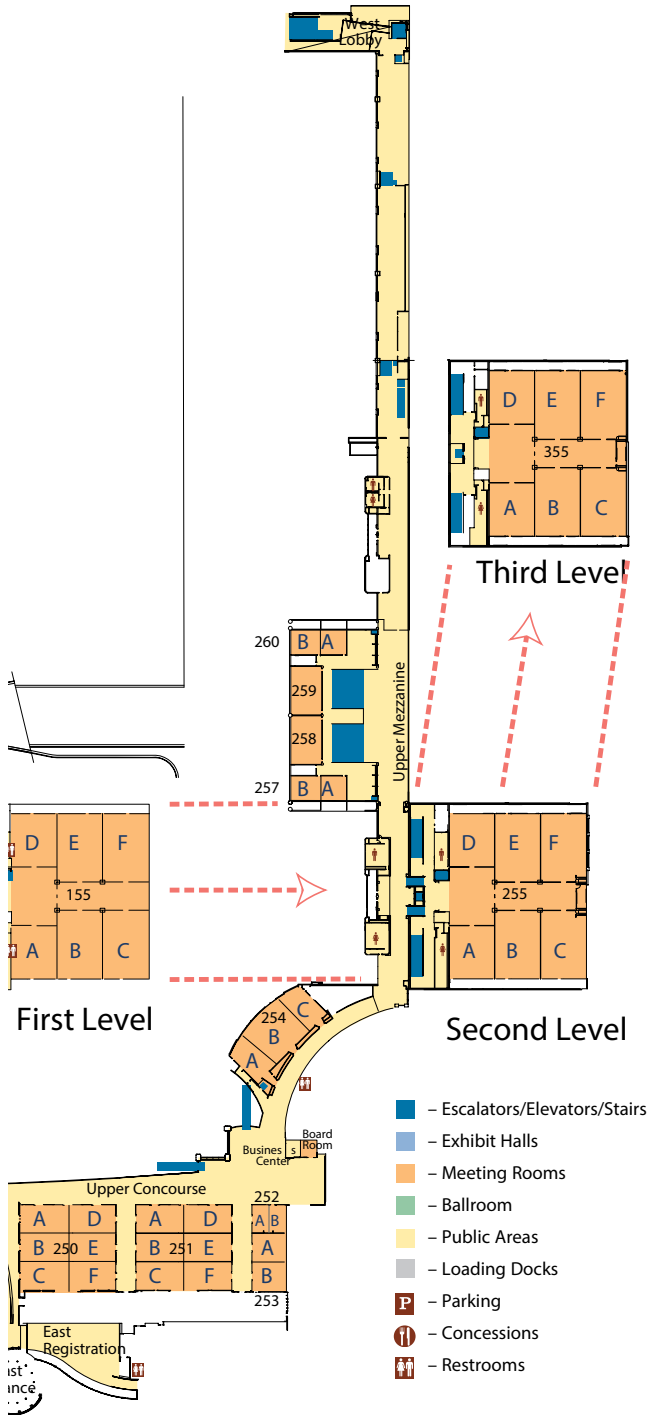 West
Lobby
D E F
355
A B C
Third Level
260 B A
259
258
257 B A
Upper Mezzanine
D E F
155
A B C
First Level
D E F
255
A B C
Second Level
254
C
B
A
Board
Room
Busines s
Center
Upper Concourse
252
A D A D A B
B 250 E B 251 E A
C F C F B
253
East
Registration
– Escalators/Elevators/Stairs
– Exhibit Halls
– Meeting Rooms
– Ballroom
– Public Areas
– Loading Docks
P – Parking
– Concessions
– Restrooms